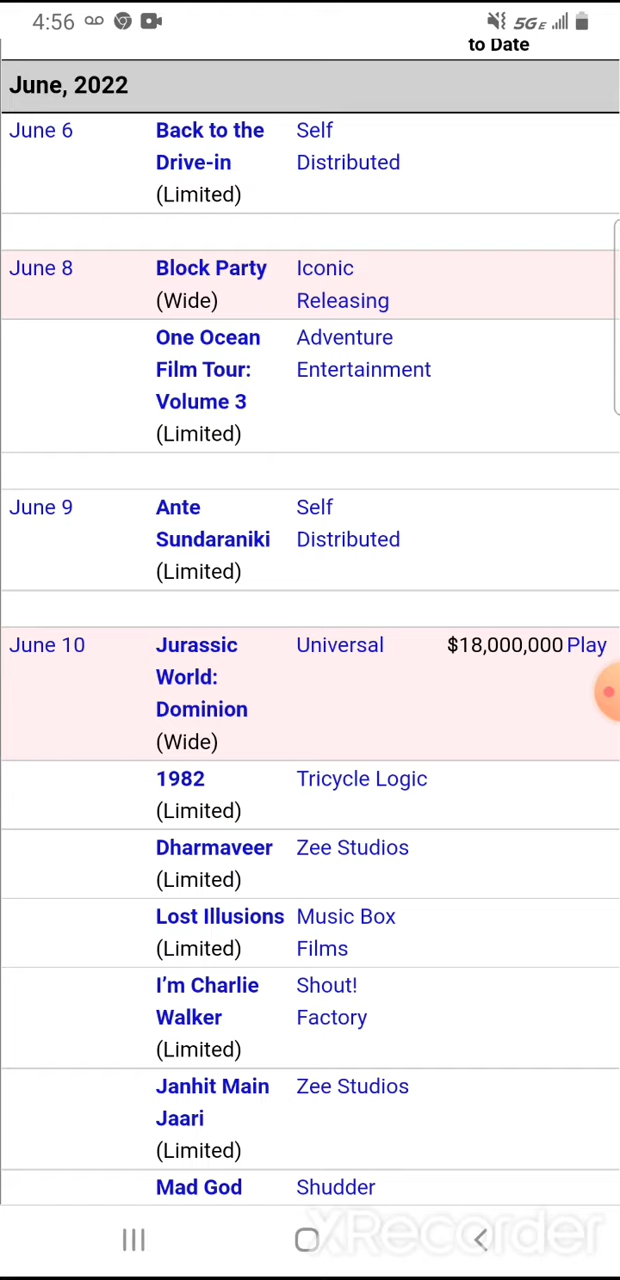 4:56
5GE
to Date
June, 2022
June 6
Back to the
Drive-in
(Limited)
Self
Distributed
June 8
Block Party
(Wide)
Iconic
Releasing
One Ocean
Film Tour:
Volume 3
(Limited)
Adventure
Entertainment
June 9
Ante
Sundaraniki
(Limited)
Self
Distributed
June 10
Jurassic
World:
Dominion
(Wide)
Universal
$18,000,000
Play
1982
(Limited)
Tricycle Logic
Dharmaveer
(Limited)
Zee Studios
Lost Illusions
(Limited)
Music Box
Films
I’m Charlie
Walker
(Limited)
Shout!
Factory
Janhit Main
Jaari
(Limited)
Zee Studios
Mad God
Shudder
XRecorder